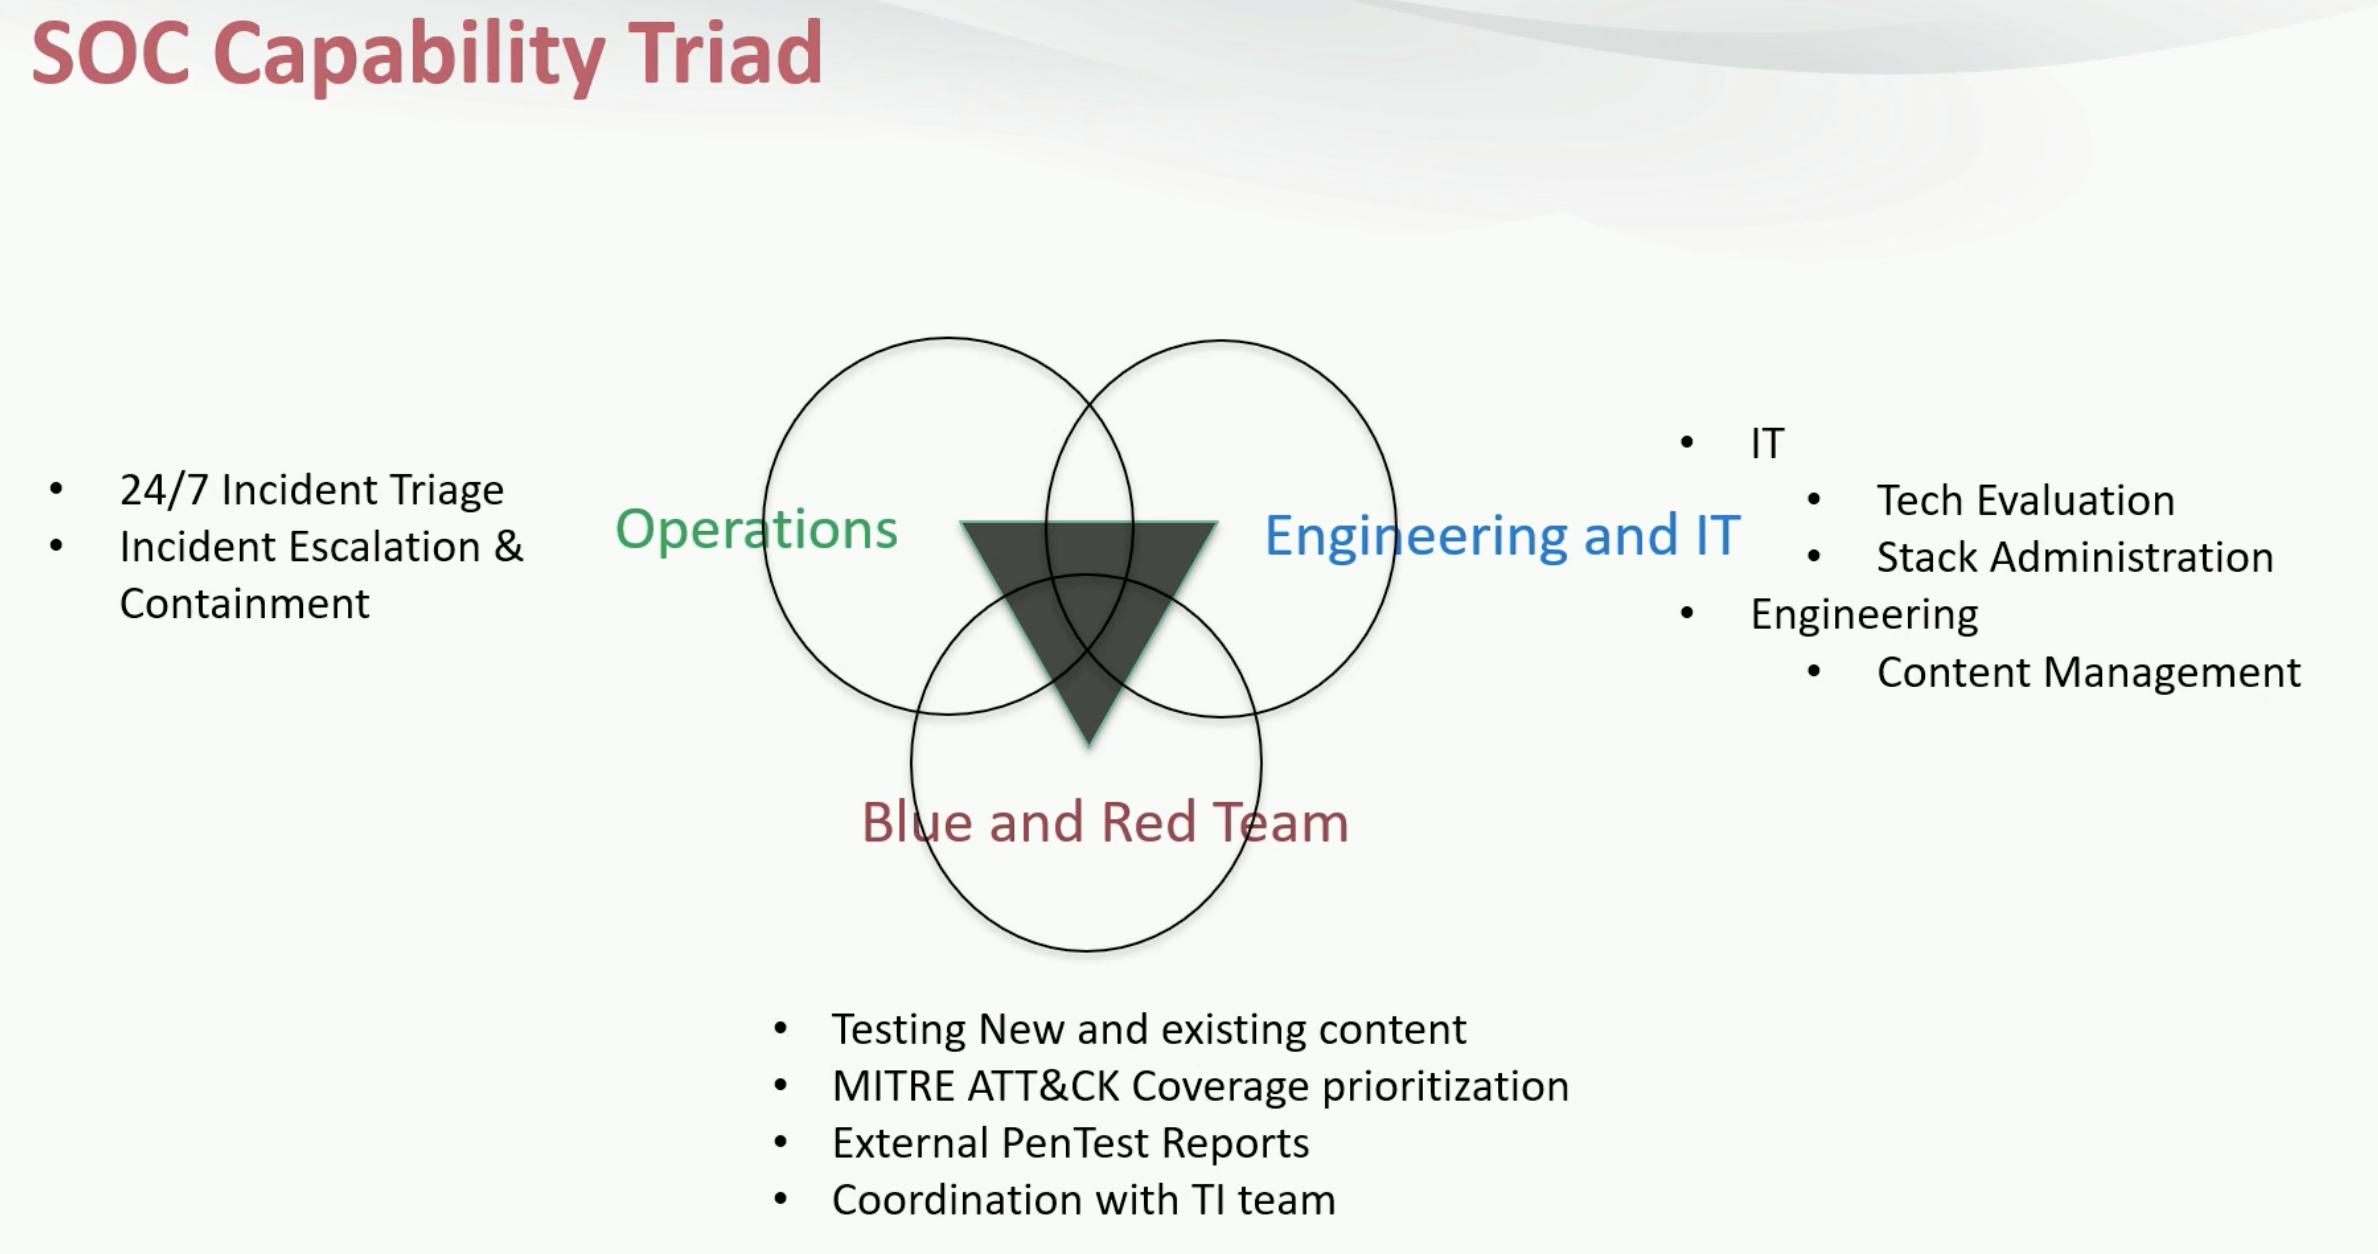 SOC Capability Triad
• 24/7 Incident Triage
• Incident Escalation &
Containment
Operations
Engineering and IT
• IT
• Tech Evaluation
• Stack Administration
• Engineering
• Content Management
Blue and Red Team
• Testing New and existing content
• MITRE ATT&CK Coverage prioritization
• External PenTest Reports
• Coordination with TI team